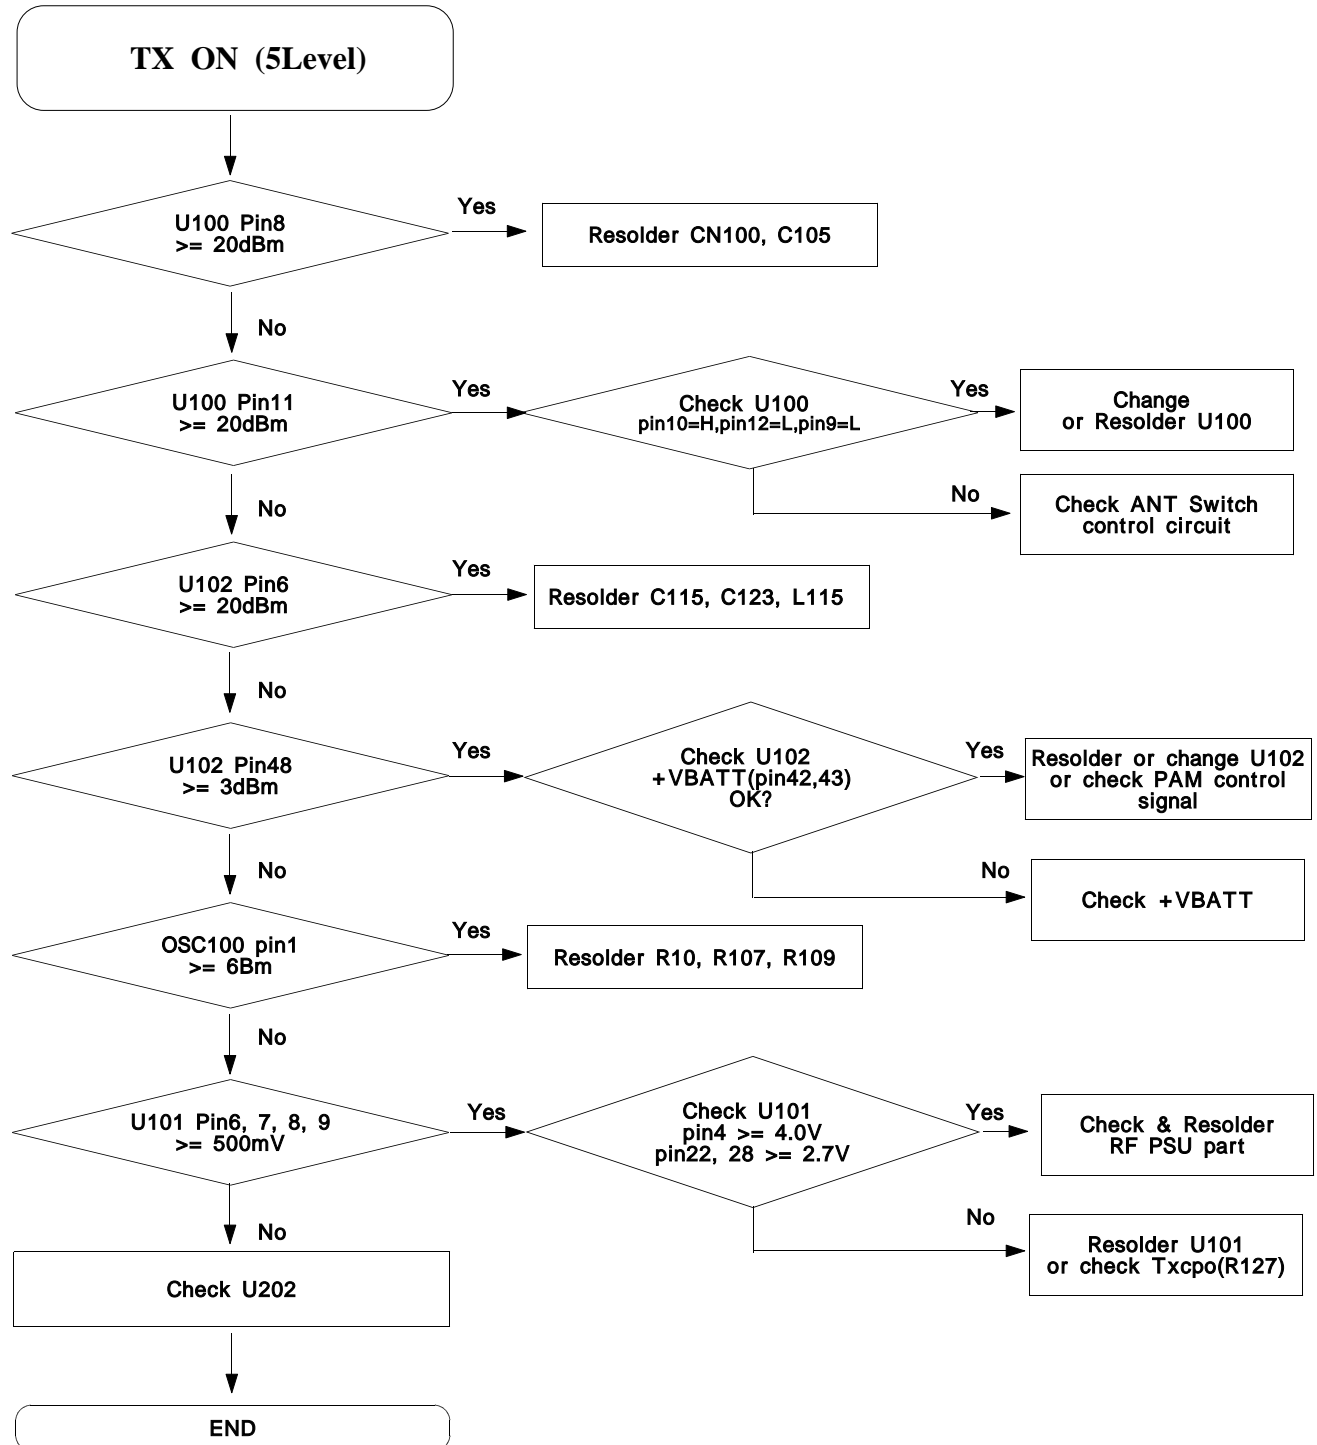 TX ON (5Level)
U100 Pin8
>= 20dBm
Yes
Resolder CN100, C105
No
U100 Pin11
>= 20dBm
Yes
Check U100
pin10=H,pin12=L,pin9=L
Yes
Change
or Resolder U100
No
Check ANT Switch
control circuit
No
U102 Pin6
>= 20dBm
Yes
Resolder C115, C123, L115
No
U102 Pin48
>= 3dBm
Yes
Check U102
+VBATT(pin42,43)
OK?
Yes
Resolder or change U102
or check PAM control
signal
No
Check +VBATT
No
OSC100 pin1
>= 6Bm
Yes
Resolder R10, R107, R109
No
U101 Pin6, 7, 8, 9
>= 500mV
Yes
Check U101
pin4 >= 4.0V
pin22, 28 >= 2.7V
Yes
Check & Resolder
RF PSU part
No
Resolder U101
or check Txcpo(R127)
No
Check U202
END